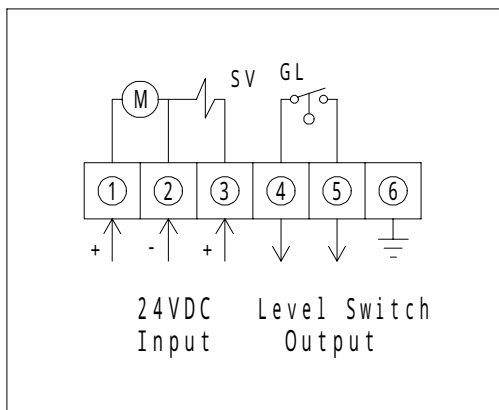 SV GL
M
1 2 3 4 5 6
+ - +
24VDC Level Switch
Input Output